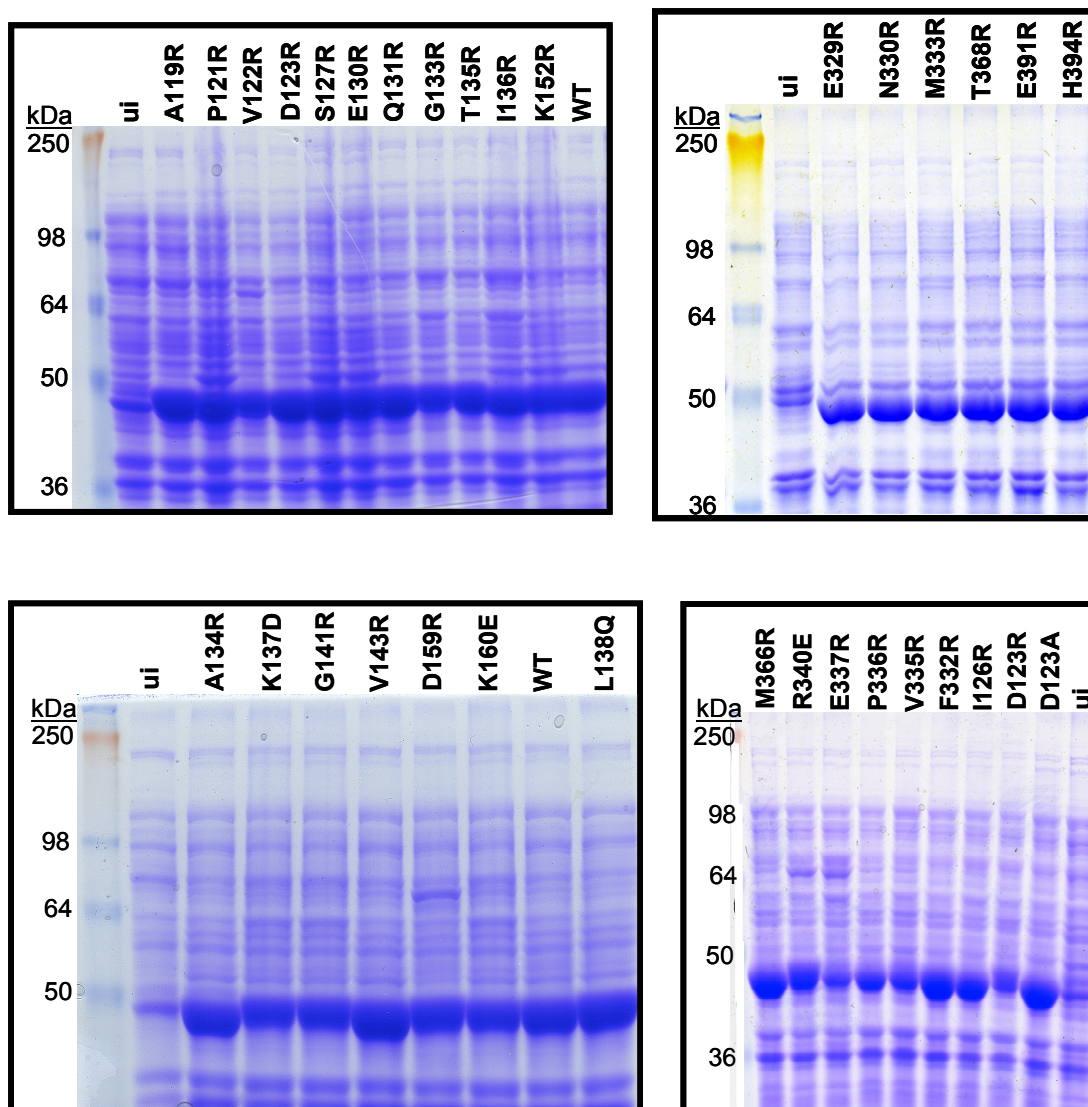 kDa
ui
A119R
P121R
V122R
D123R
S127R
E130R
Q131R
G133R
T135R
I136R
K152R
WT
250
98
64
50
36
kDa
ui
E329R
N330R
M333R
T368R
E391R
H394R
250
98
64
50
36
kDa
ui
A134R
K137D
G141R
V143R
D159R
K160E
WT
L138Q
250
98
64
50
kDa
M366R
R340E
E337R
P336R
V335R
F332R
I126R
D123R
D123A
ui
250
98
64
50
36